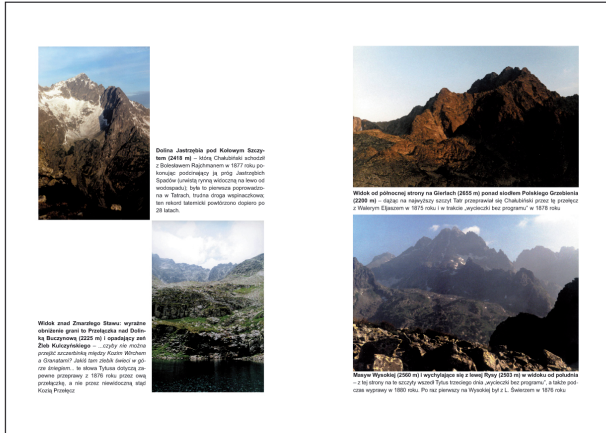 Dolina Jastrzębia pod Kołowym Szczy-
tem (2418 m) – którą Chałubiński schodził
z Bolesławem Rajchmanem w 1877 roku po-
konując podcinający ją próg Jastrzębich
Spadów (urwistą rynną widoczną na lewo od
wodospadu); była to pierwsze poprowadzo-
na w Tatrach, trudna droga wspinaczkowa;
ten rekord taternicki powtórzono dopiero po
28 latach.
Widok znad Zmarzłego Stawu: wyraźne
obniżenie grani to Przełączka nad Dolin-
ką Buczynową (2225 m) i opadający zeń
Żleb Kulczyńskiego – ...czyby nie można
przejść szczerbinką między Kozim Wirchem
a Granatami? Jakiś tam żlebik świeci w gó-
rze śniegiem... te słowa Tytusa dotyczą za-
pewne przeprawy z 1876 roku przez ową
przełączkę, a nie przez niewidoczną stąd
Kozią Przełęcz
Widok od północnej strony na Gierlach (2655 m) ponad siodłem Polskiego Grzebienia
(2200 m) – dążąc na najwyższy szczyt Tatr przeprawiał się Chałubiński przez tę przełęcz
z Walerym Eljaszem w 1875 roku i w trakcie „wycieczki bez programu” w 1878 roku
Masyw Wysokiej (2560 m) i wychylające się z lewej Rysy (2503 m) w widoku od południa
– z tej strony na te szczyty wszedł Tytus trzeciego dnia „wycieczki bez programu”, a także pod-
czas wyprawy w 1880 roku. Po raz pierwszy na Wysokiej był z L. Świerzem w 1876 roku